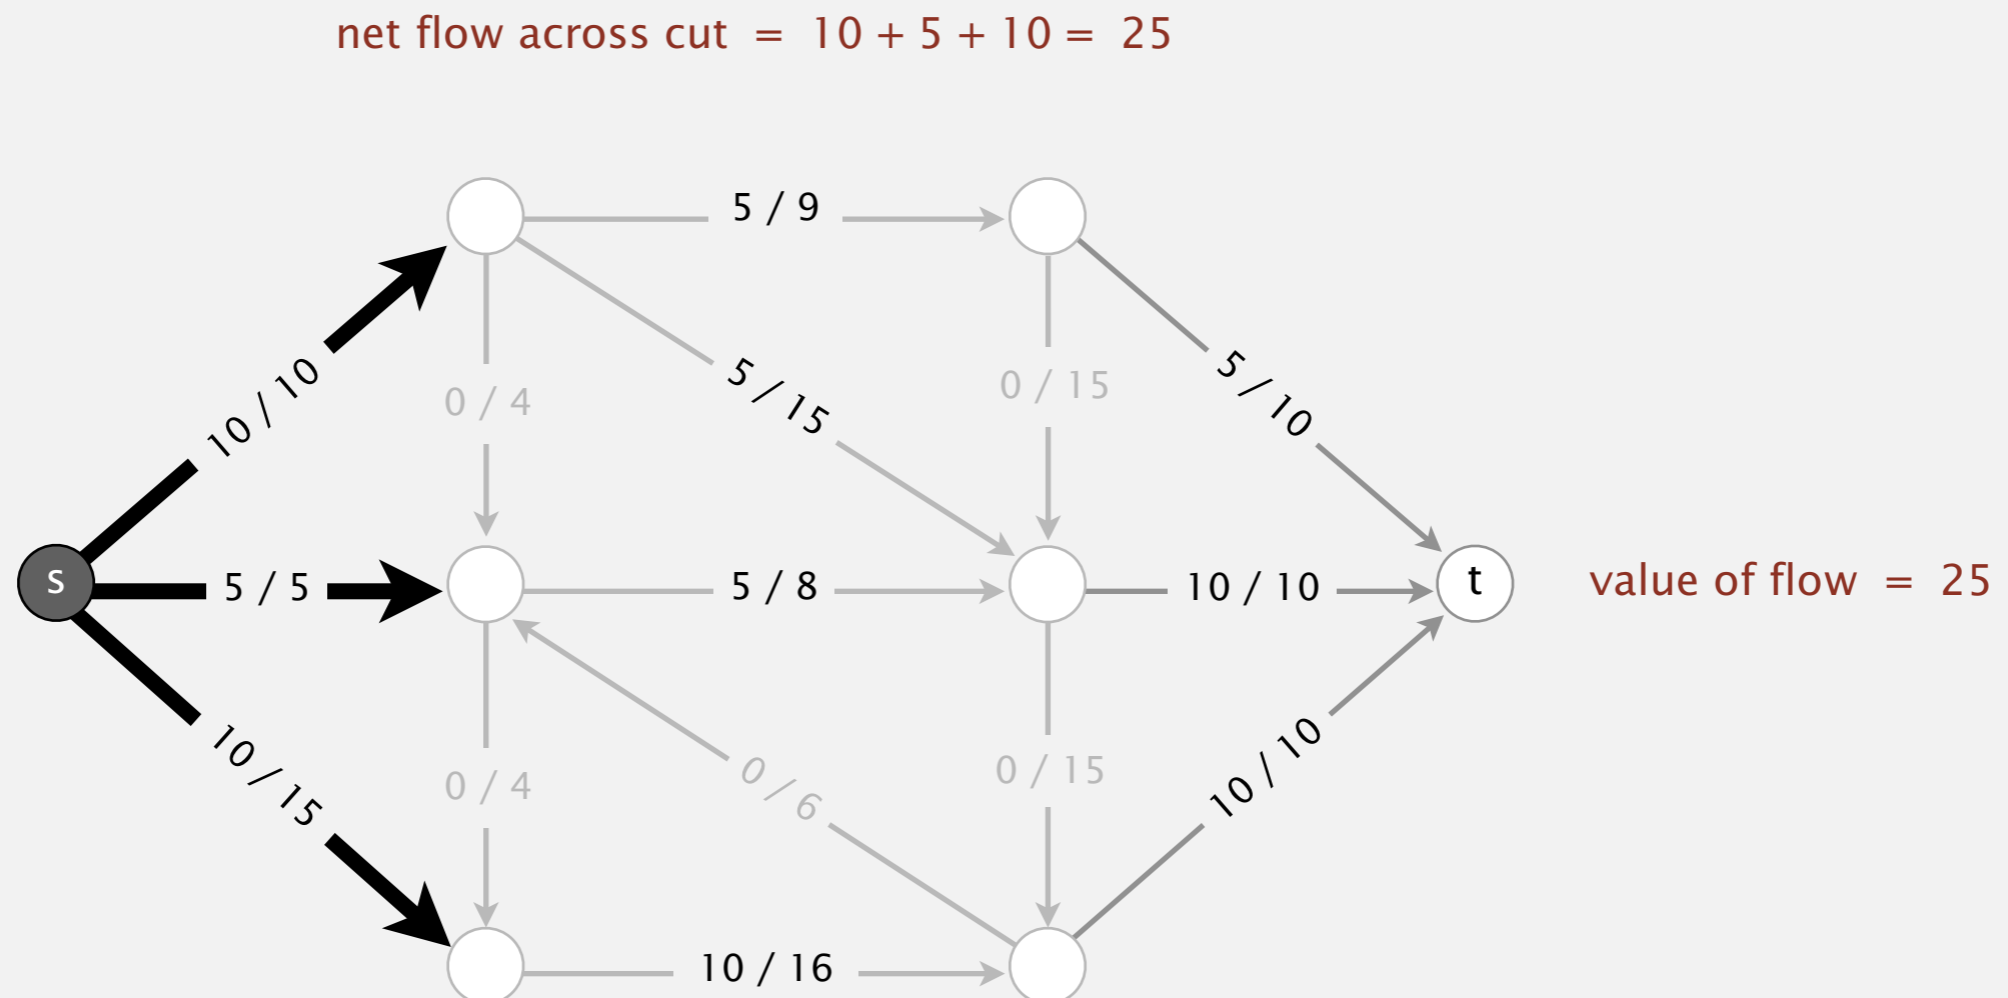 net flow across cut = 10 + 5 + 10 = 25
5 / 9
10 / 10
0 / 4
5 / 15
0 / 15
5 / 10
s
5 / 5
5 / 8
10 / 10
t
value of flow = 25
10 / 15
0 / 4
0 / 6
0 / 15
10 / 10
10 / 16